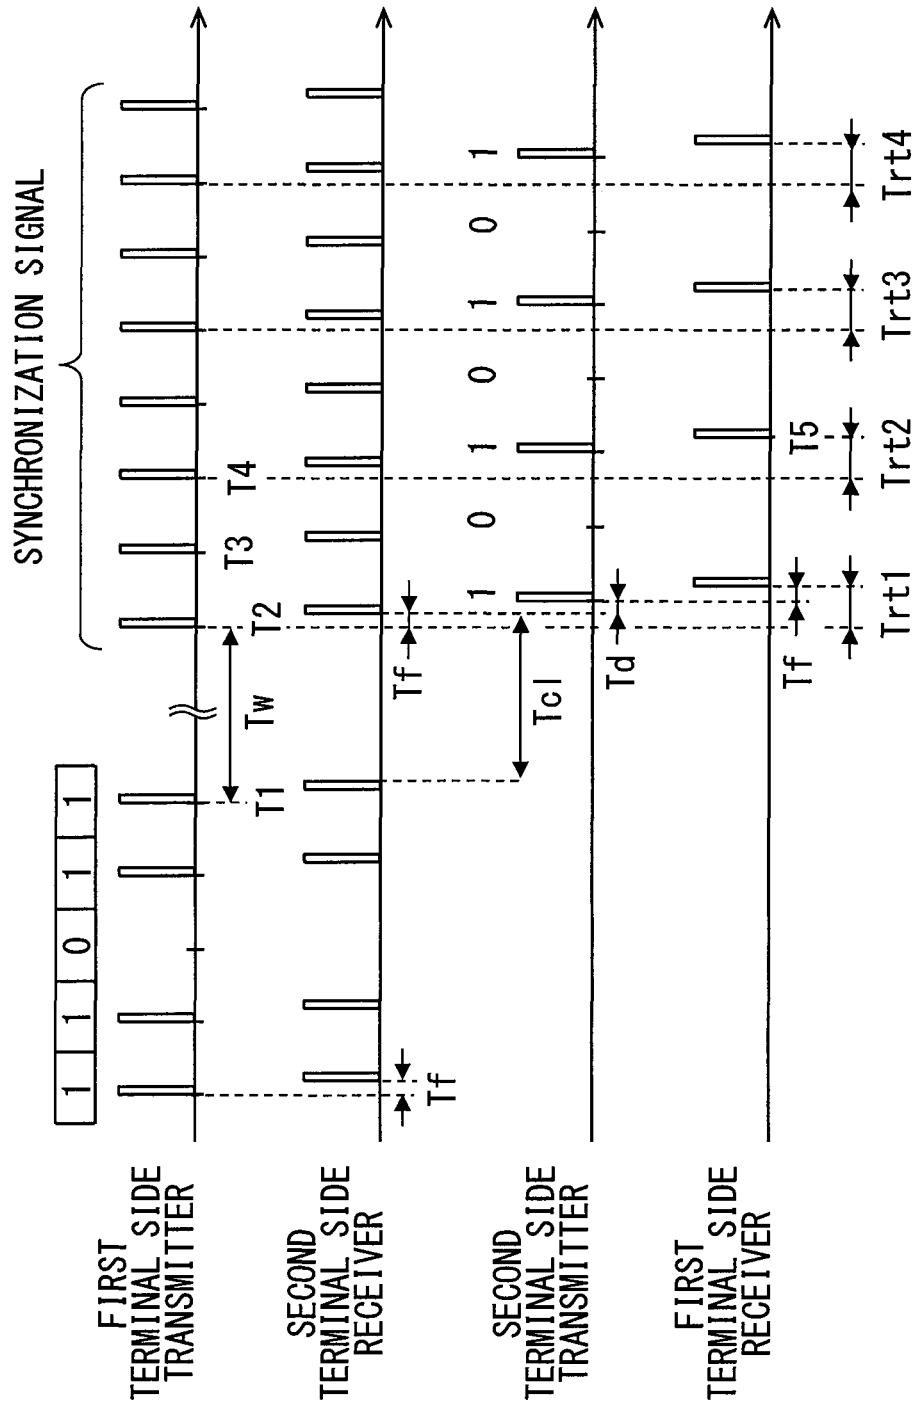 SYNCHRONIZATION SIGNAL
1 1 0 1 1
FIRST
TERMINAL SIDE
TRANSMITTER
T1
Tw
T2
T3
T4
SECOND
TERMINAL SIDE
RECEIVER
Tf
Tf
Tcl
SECOND
TERMINAL SIDE
TRANSMITTER
1 0 1 0 1 0 1
Td
FIRST
TERMINAL SIDE
RECEIVER
Tf
T5
Trt1
Trt2
Trt3
Trt4